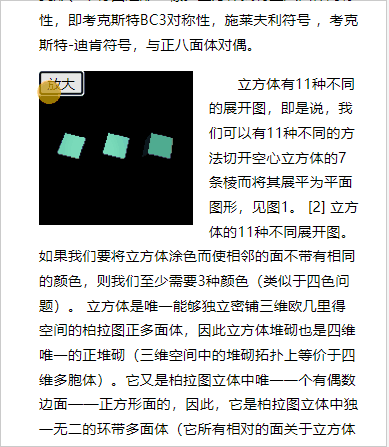 性，即考克斯特BC3对称性，施莱夫利符号 ，考克
斯特-迪肯符号，与正八面体对偶。
放大
立方体有11种不同
的展开图，即是说，我
们可以有11种不同的方
法切开空心立方体的7
条棱而将其展平为平面
图形，见图1。 [2] 立方
体的11种不同展开图。
如果我们要将立方体涂色而使相邻的面不带有相同
的颜色，则我们至少需要3种颜色（类似于四色问
题）。 立方体是唯一能够独立密铺三维欧几里得
空间的柏拉图正多面体，因此立方体堆砌也是四维
唯一的正堆砌（三维空间中的堆砌拓扑上等价于四
维多胞体）。它又是柏拉图立体中唯一一个有偶数
边面——正方形面的，因此，它是柏拉图立体中独
一无二的环带多面体（它所有相对的面关于立方体